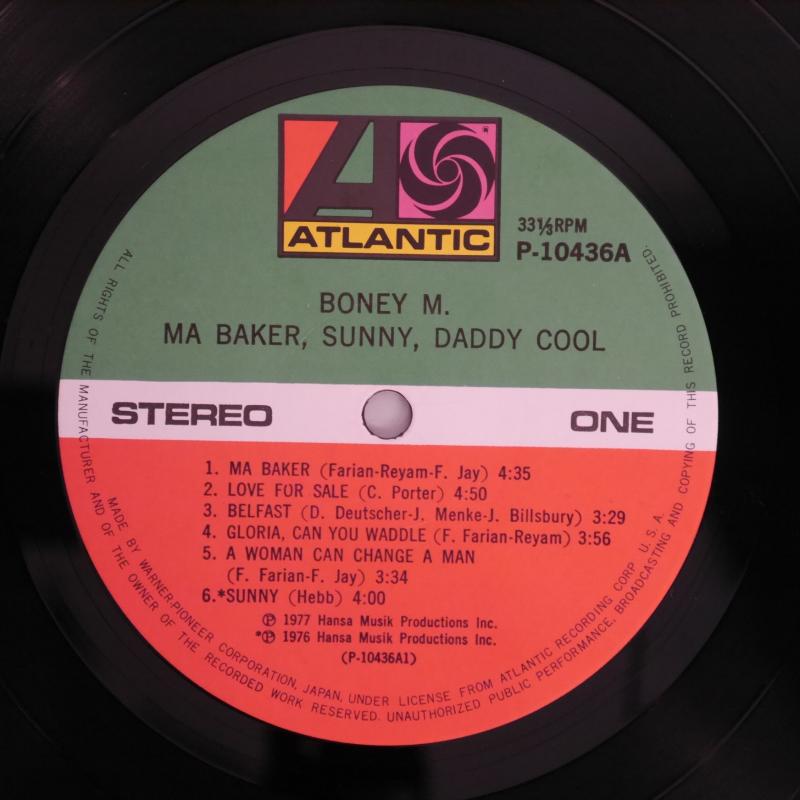 ATLANTIC
33⅓RPM
P-10436A
BONEY M.
MA BAKER, SUNNY, DADDY COOL
STEREO
ONE
1. MA BAKER (Farian-Reyam-F. Jay) 4:35
2. LOVE FOR SALE (C. Porter) 4:50
3. BELFAST (D. Deutscher-J. Menke-J. Billsbury) 3:29
4. GLORIA, CAN YOU WADDLE (F. Farian-Reyam) 3:56
5. A WOMAN CAN CHANGE A MAN
(F. Farian-F. Jay) 3:34
6.*SUNNY (Hebb) 4:00
℗ 1977 Hansa Musik Productions Inc.
*℗ 1976 Hansa Musik Productions Inc.
(P-10436A1)
MADE BY WARNER-PIONEER CORPORATION, JAPAN, UNDER LICENSE FROM ATLANTIC RECORDING CORP. U.S.A.
ALL RIGHTS OF THE MANUFACTURER AND OF THE OWNER OF THE RECORDED WORK RESERVED. UNAUTHORIZED PUBLIC PERFORMANCE, BROADCASTING AND COPYING OF THIS RECORD PROHIBITED.